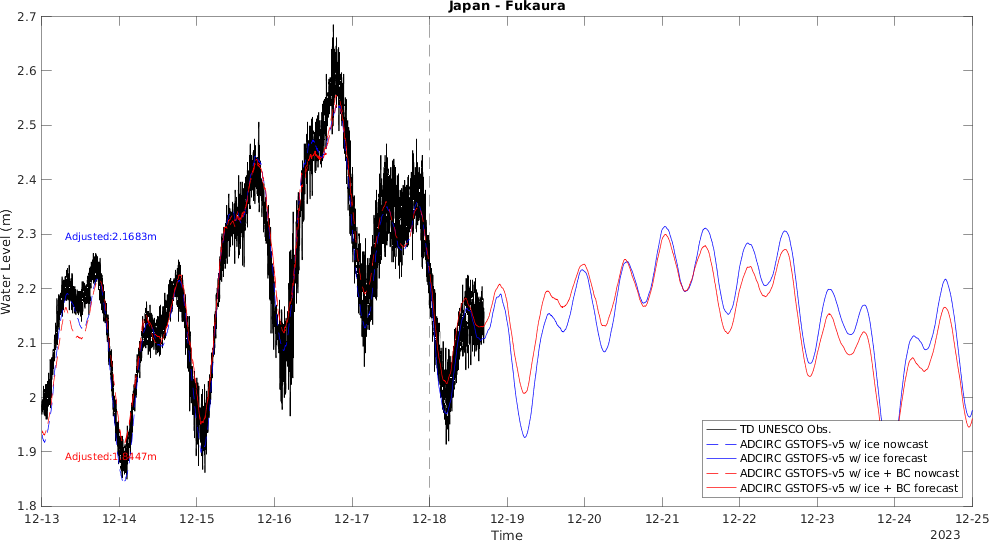 Japan - Fukaura
2.7
2.6
2.5
2.4
2.3
2.2
2.1
2
1.9
1.8
Water Level (m)
Adjusted:2.1683m
TD UNESCO Obs.
ADCIRC GSTOFS-v5 w/ ice nowcast
ADCIRC GSTOFS-v5 w/ ice forecast
ADCIRC GSTOFS-v5 w/ ice + BC nowcast
ADCIRC GSTOFS-v5 w/ ice + BC forecast
12-13 12-14 12-15 12-16 12-17 12-18 12-19 12-20 12-21 12-22 12-23 12-24 12-25
Time
2023